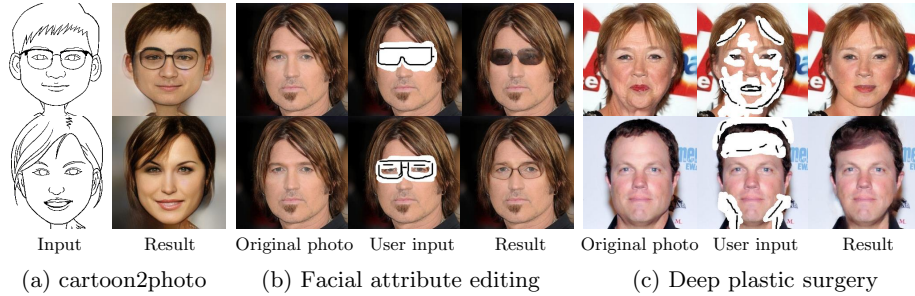 Input Result Original photo User input Result Original photo User input Result
(a) cartoon2photo (b) Facial attribute editing (c) Deep plastic surgery